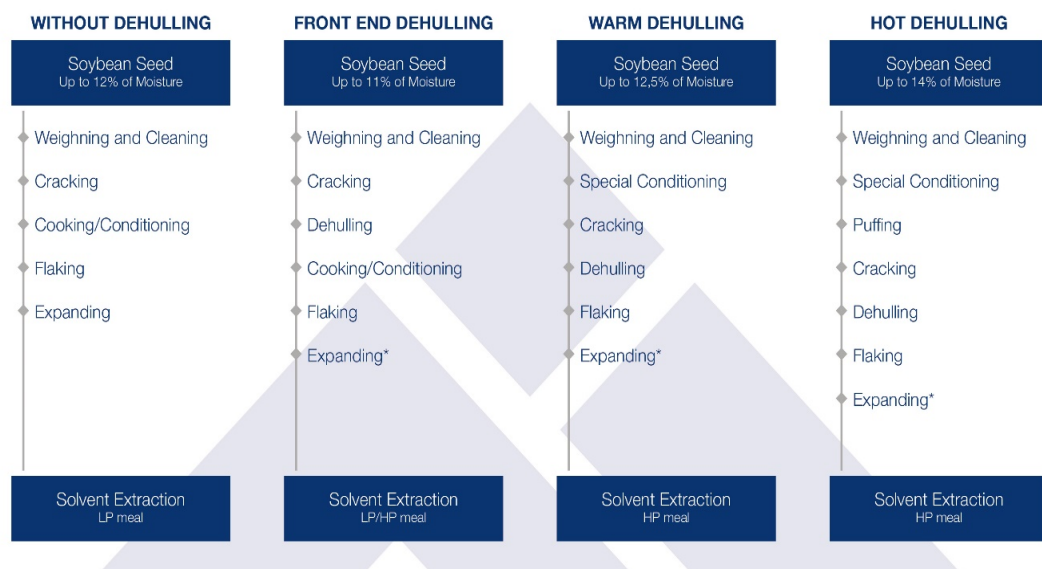 WITHOUT DEHULLING
Soybean Seed
Up to 12% of Moisture
Weighning and Cleaning
Cracking
Cooking/Conditioning
Flaking
Expanding
Solvent Extraction
LP meal
FRONT END DEHULLING
Soybean Seed
Up to 11% of Moisture
Weighning and Cleaning
Cracking
Dehulling
Cooking/Conditioning
Flaking
Expanding*
Solvent Extraction
LP/HP meal
WARM DEHULLING
Soybean Seed
Up to 12,5% of Moisture
Weighning and Cleaning
Special Conditioning
Cracking
Dehulling
Flaking
Expanding*
Solvent Extraction
HP meal
HOT DEHULLING
Soybean Seed
Up to 14% of Moisture
Weighning and Cleaning
Special Conditioning
Puffing
Cracking
Dehulling
Flaking
Expanding*
Solvent Extraction
HP meal